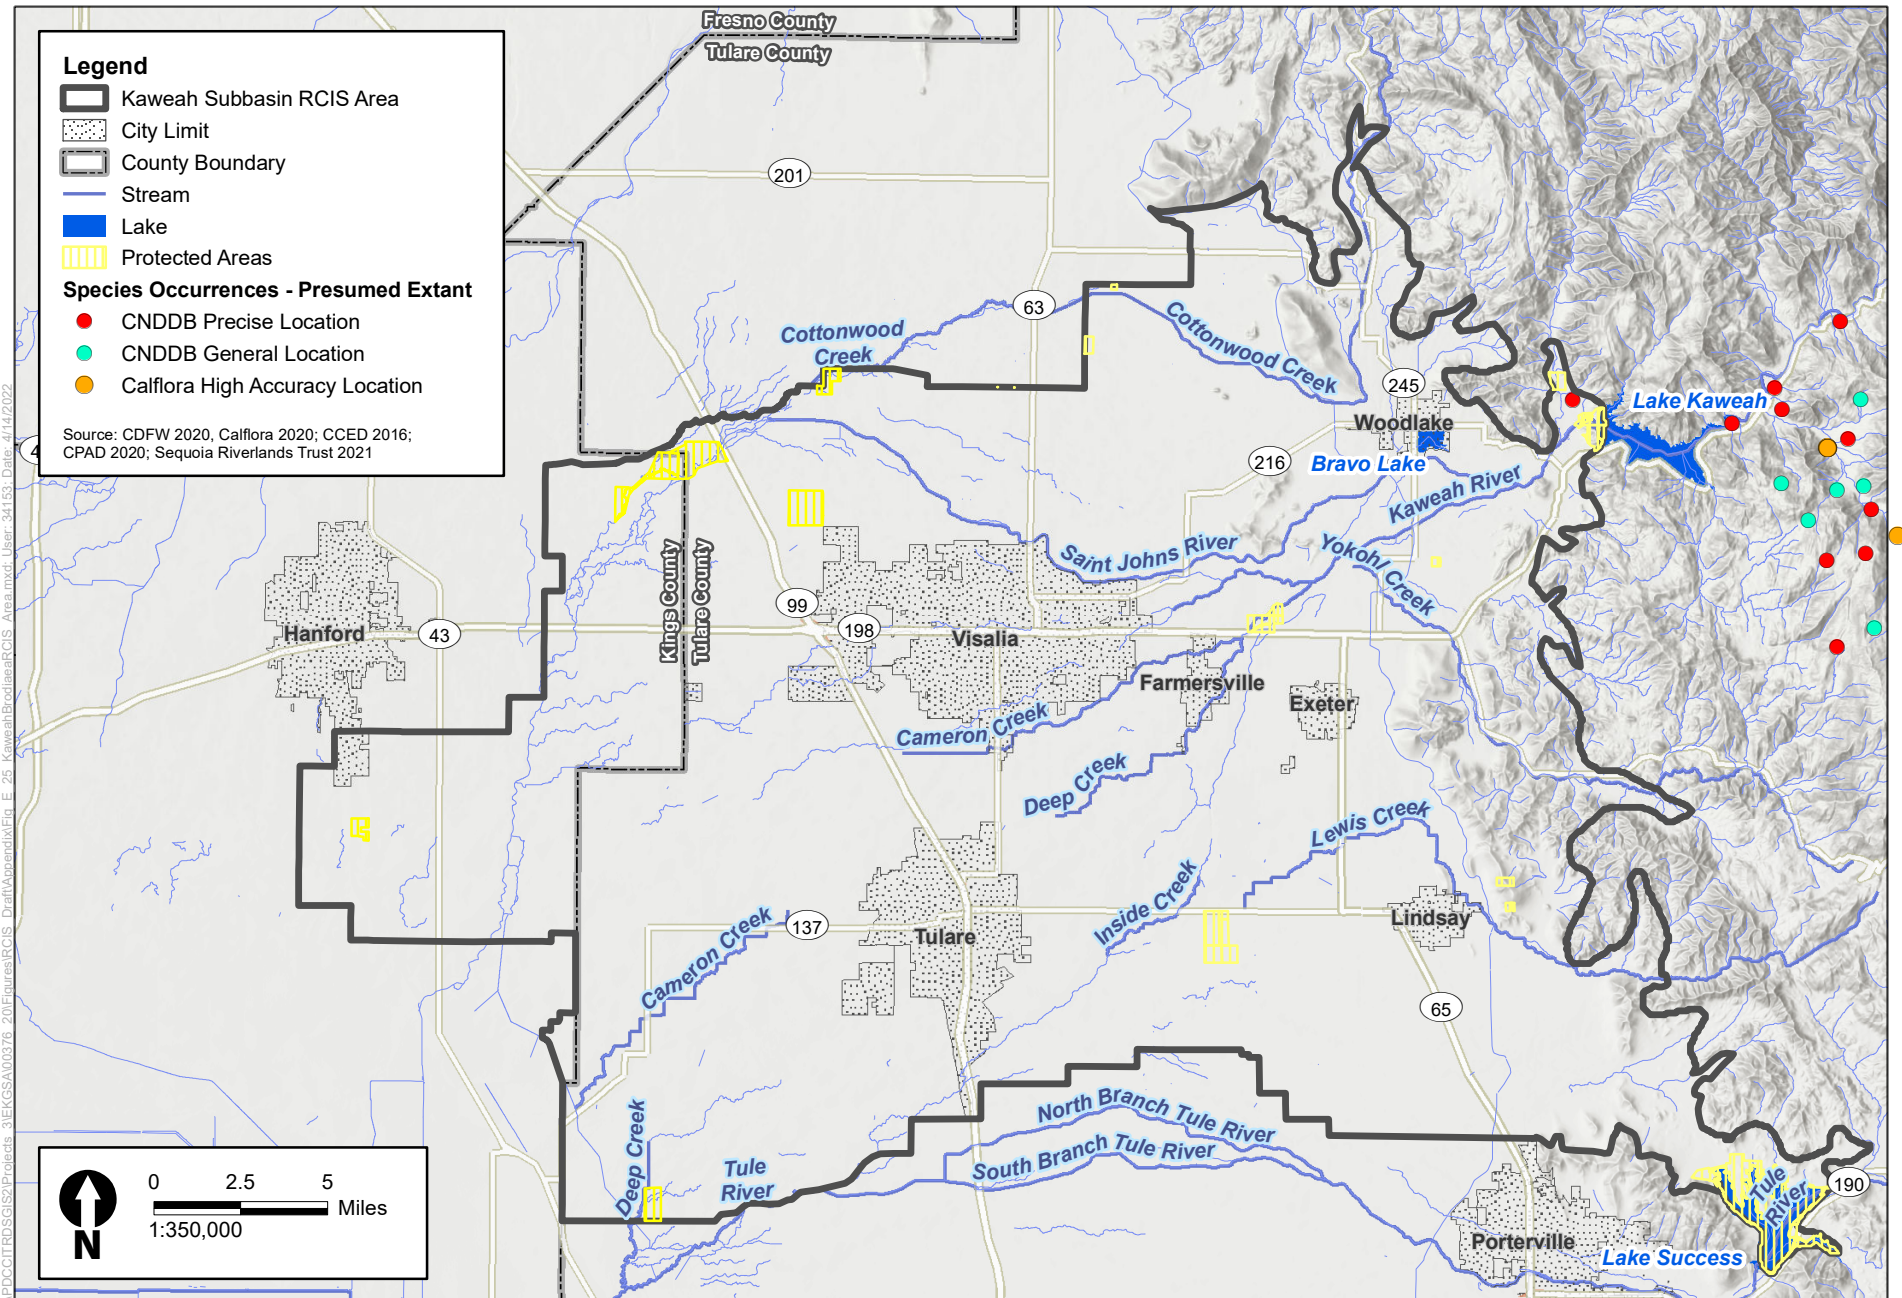 Fresno County
Tulare County
Legend
Kaweah Subbasin RCIS Area
City Limit
County Boundary
Stream
Lake
Protected Areas
Species Occurrences - Presumed Extant
CNDDB Precise Location
CNDDB General Location
Calflora High Accuracy Location
Source: CDFW 2020, Calflora 2020; CCED 2016;
CPAD 2020; Sequoia Riverlands Trust 2021
201
63
Cottonwood
Creek
Cottonwood Creek
245
Woodlake
Lake Kaweah
216
Bravo Lake
Kaweah River
Saint Johns River
Yokohl Creek
Kings County
Tulare County
Hanford
43
99
198
Visalia
Farmersville
Exeter
Cameron Creek
Deep Creek
Lewis Creek
Inside Creek
Lindsay
137
Tulare
Cameron Creek
65
North Branch Tule River
South Branch Tule River
Deep Creek
Tule
River
Tule
River
190
Porterville
Lake Success
0 2.5 5
Miles
1:350,000
N